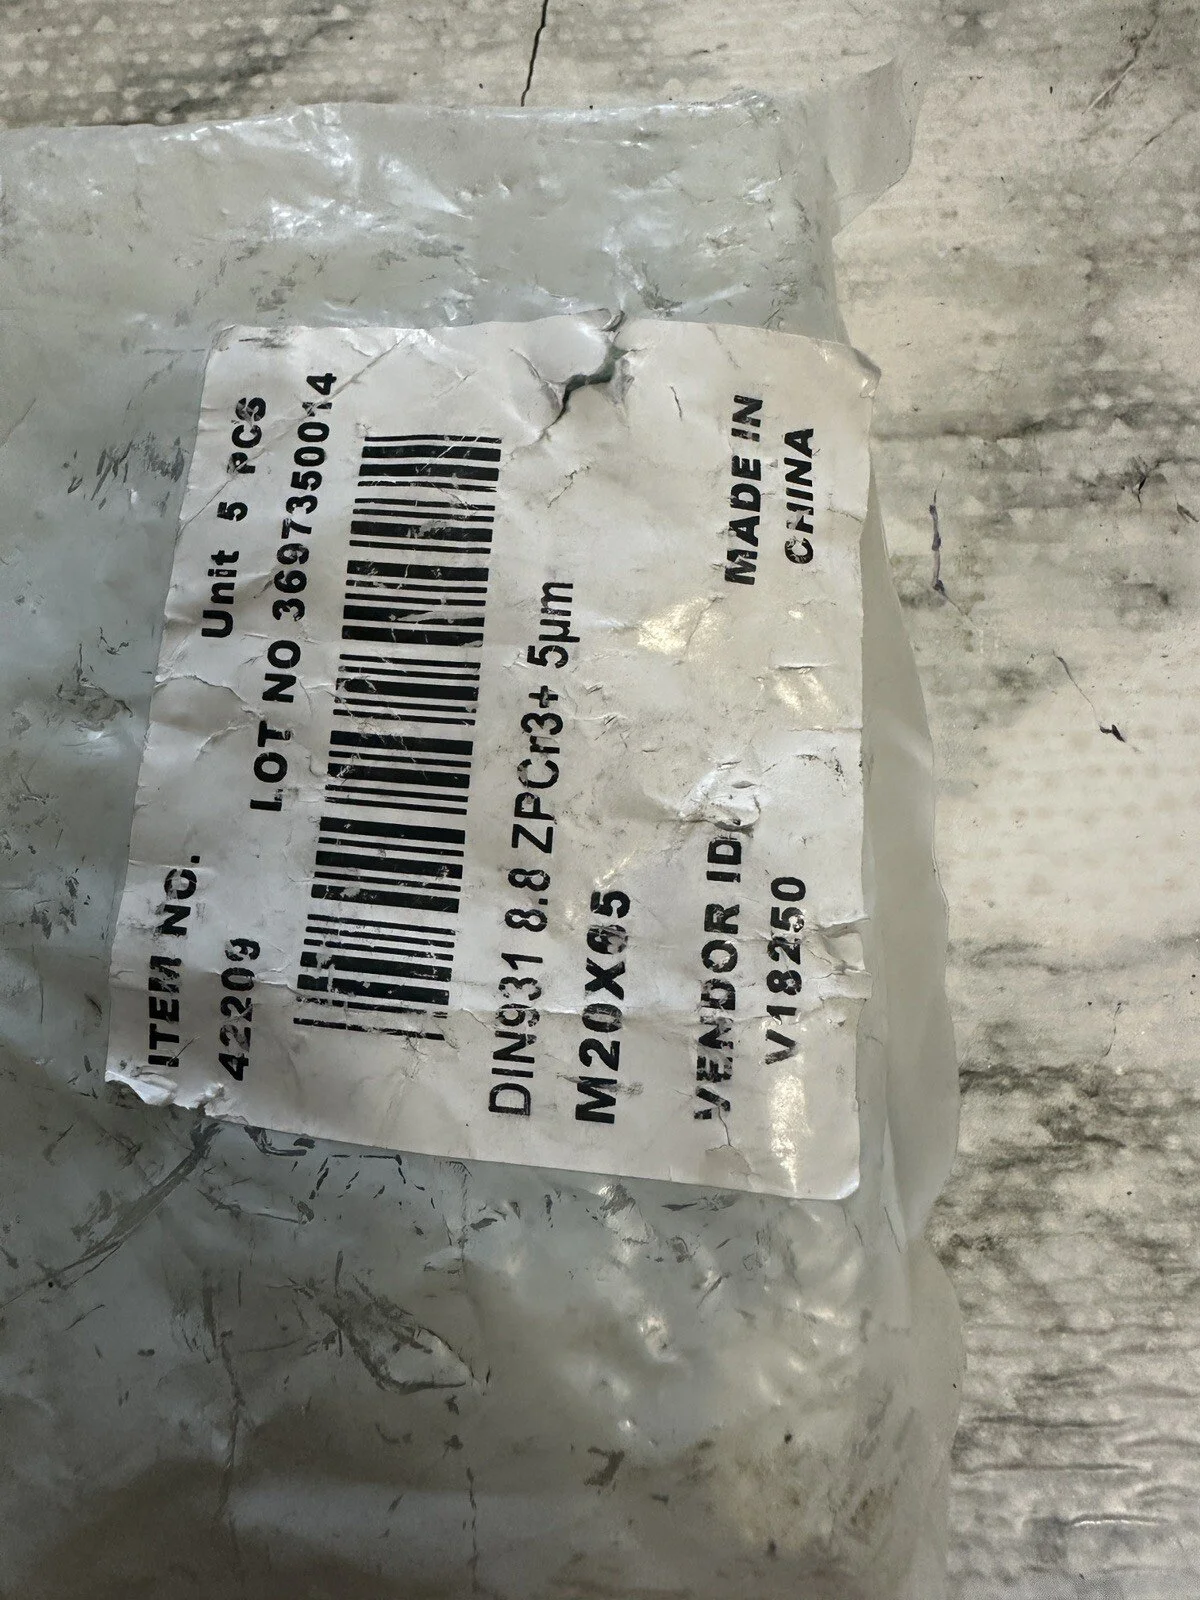 ITEM NO. Unit 5 PCS
42209 LOT NO 3697350014
DIN931 8.8 ZPCr3+ 5µm
M20X65
VENDOR ID MADE IN
V18250 CHINA